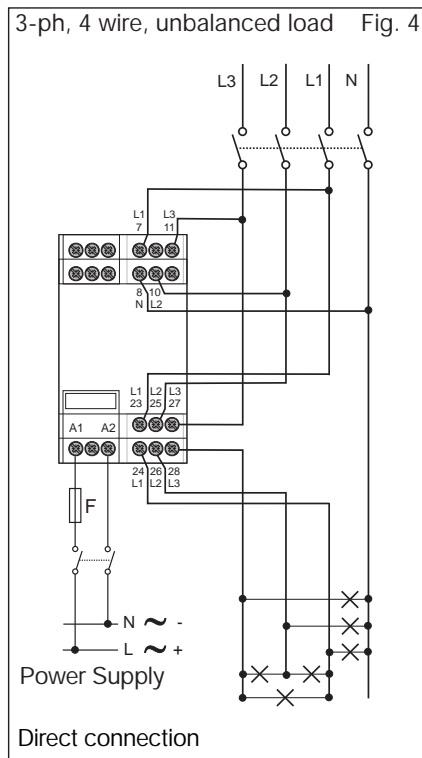 3-ph, 4 wire, unbalanced load Fig. 4
L3 L2 L1 N
L1 L3
7 11
8 10
N L2
L1 L2 L3
23 25 27
A1 A2
24 26 28
L1 L2 L3
F
N ~ -
L ~ +
Power Supply
Direct connection